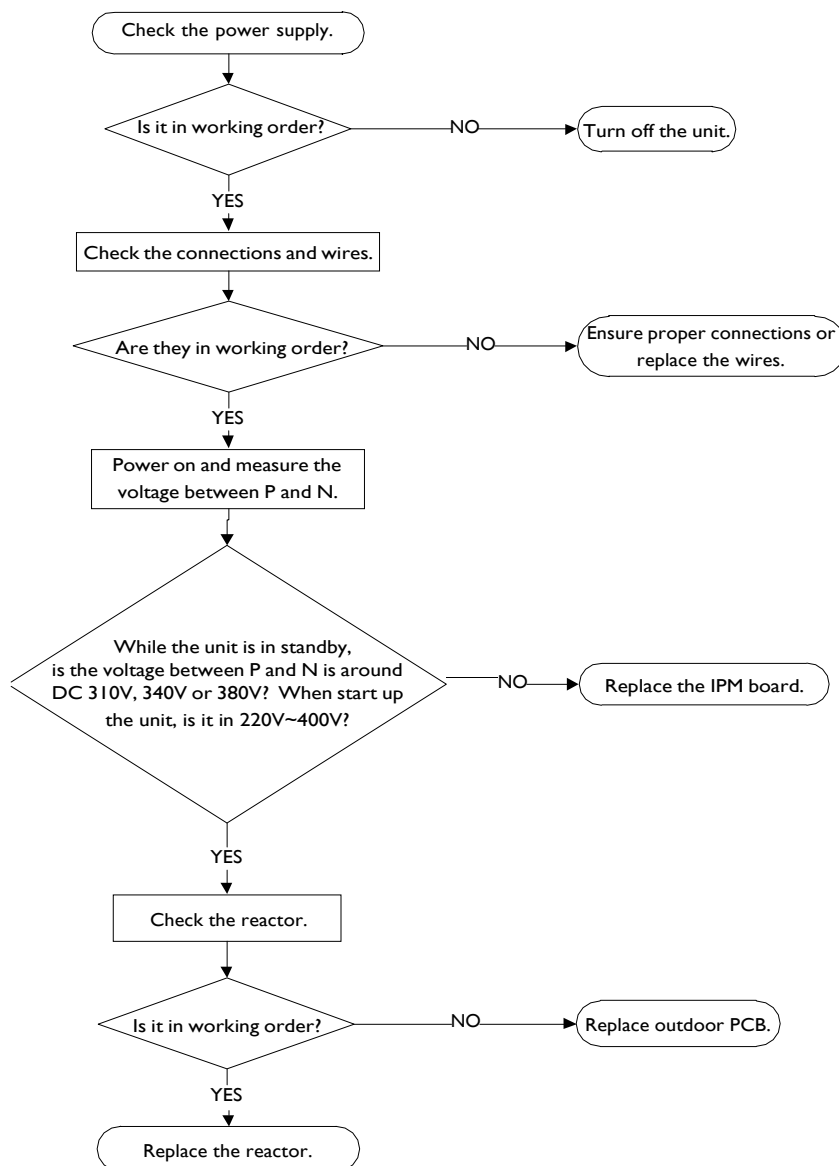 Check the power supply.
Is it in working order?
NO
Turn off the unit.
YES
Check the connections and wires.
Are they in working order?
NO
Ensure proper connections or
replace the wires.
YES
Power on and measure the
voltage between P and N.
While the unit is in standby,
is the voltage between P and N is around
DC 310V, 340V or 380V? When start up
the unit, is it in 220V~400V?
NO
Replace the IPM board.
YES
Check the reactor.
Is it in working order?
NO
Replace outdoor PCB.
YES
Replace the reactor.